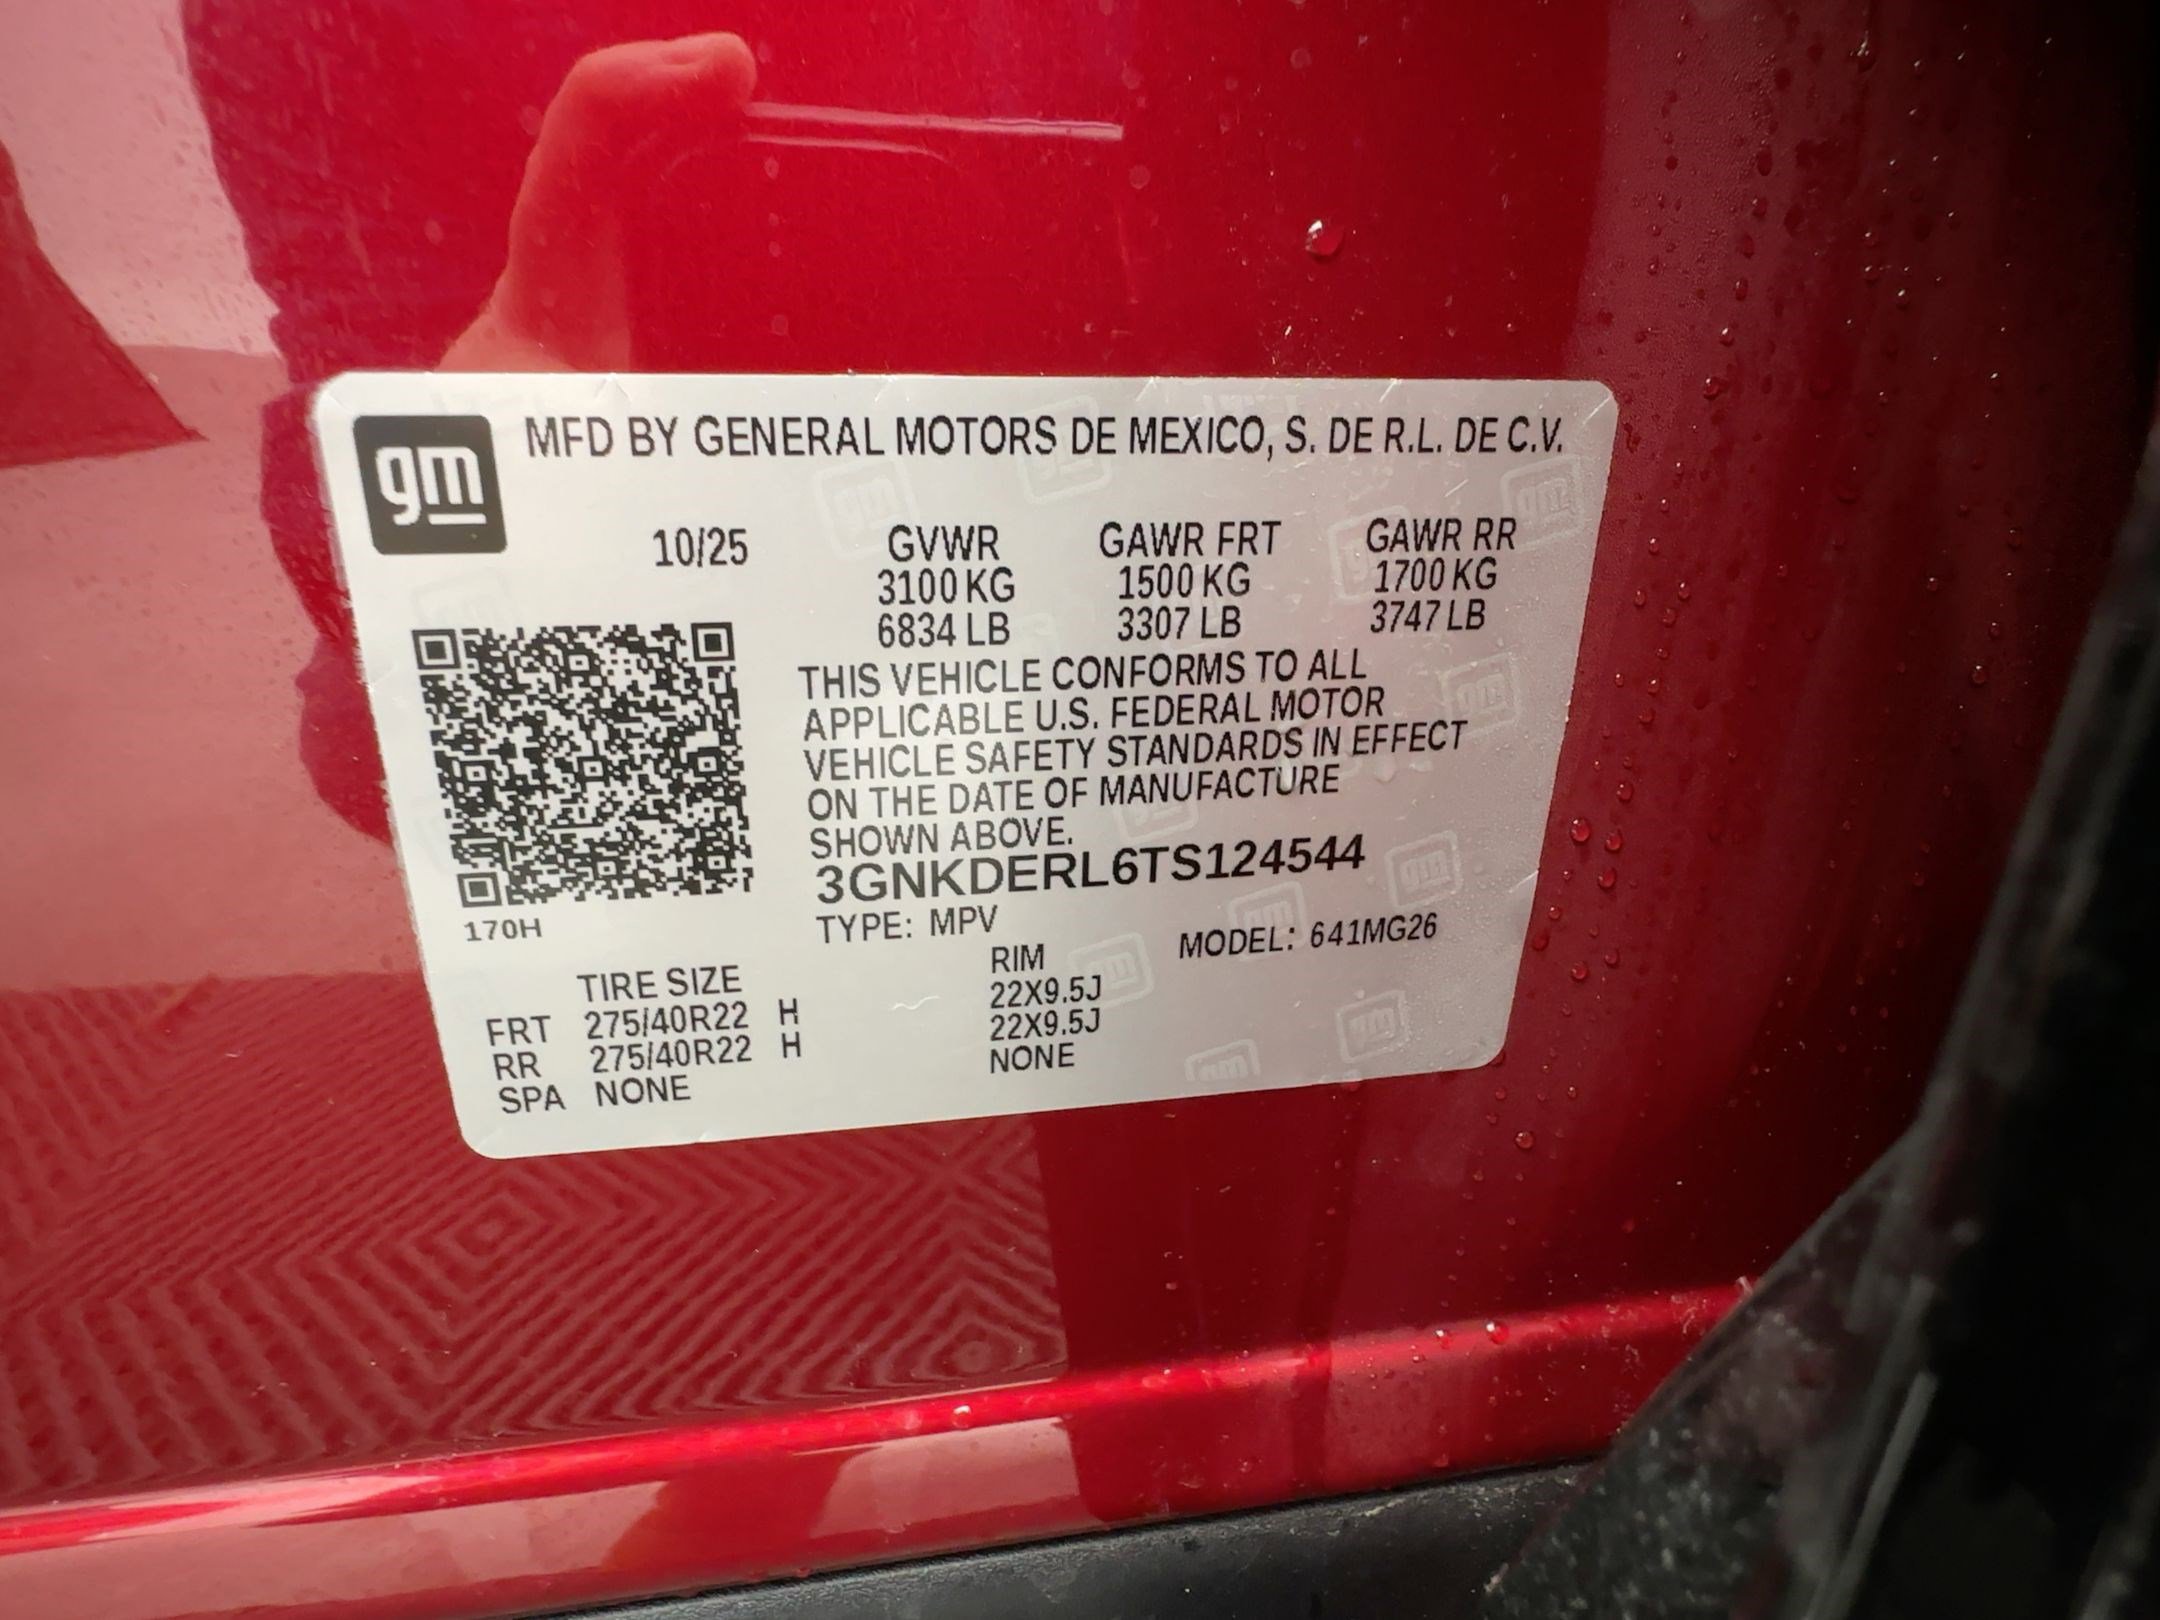 gm
MFD BY GENERAL MOTORS DE MEXICO, S. DE R.L. DE C.V.
10/25 GVWR GAWR FRT GAWR RR
3100 KG 1500 KG 1700 KG
6834 LB 3307 LB 3747 LB
THIS VEHICLE CONFORMS TO ALL
APPLICABLE U.S. FEDERAL MOTOR
VEHICLE SAFETY STANDARDS IN EFFECT
ON THE DATE OF MANUFACTURE
SHOWN ABOVE.
3GNKDERL6TS124544
170H
TYPE: MPV MODEL: 641MG26
TIRE SIZE RIM
FRT 275/40R22 H 22X9.5J
RR 275/40R22 H 22X9.5J
SPA NONE NONE